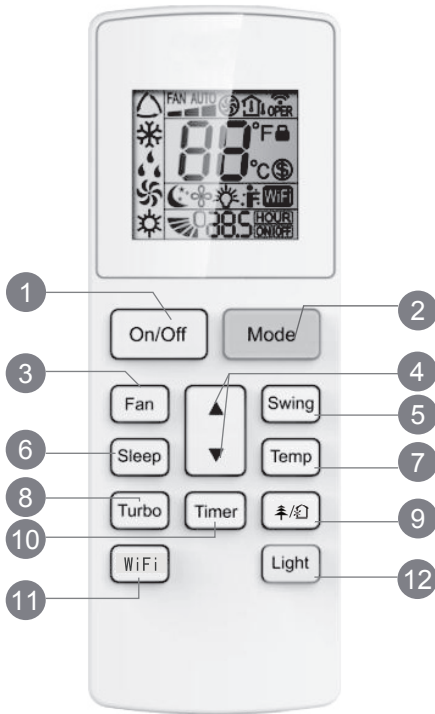 FAN AUTO OPER
88 °F
°C
WiFi
38.5 HOUR
ON/OFF
1
2
On/Off Mode
3
4
Fan Swing
5
6
Sleep Temp
7
8
Turbo Timer
9
10
WiFi Light
11
12